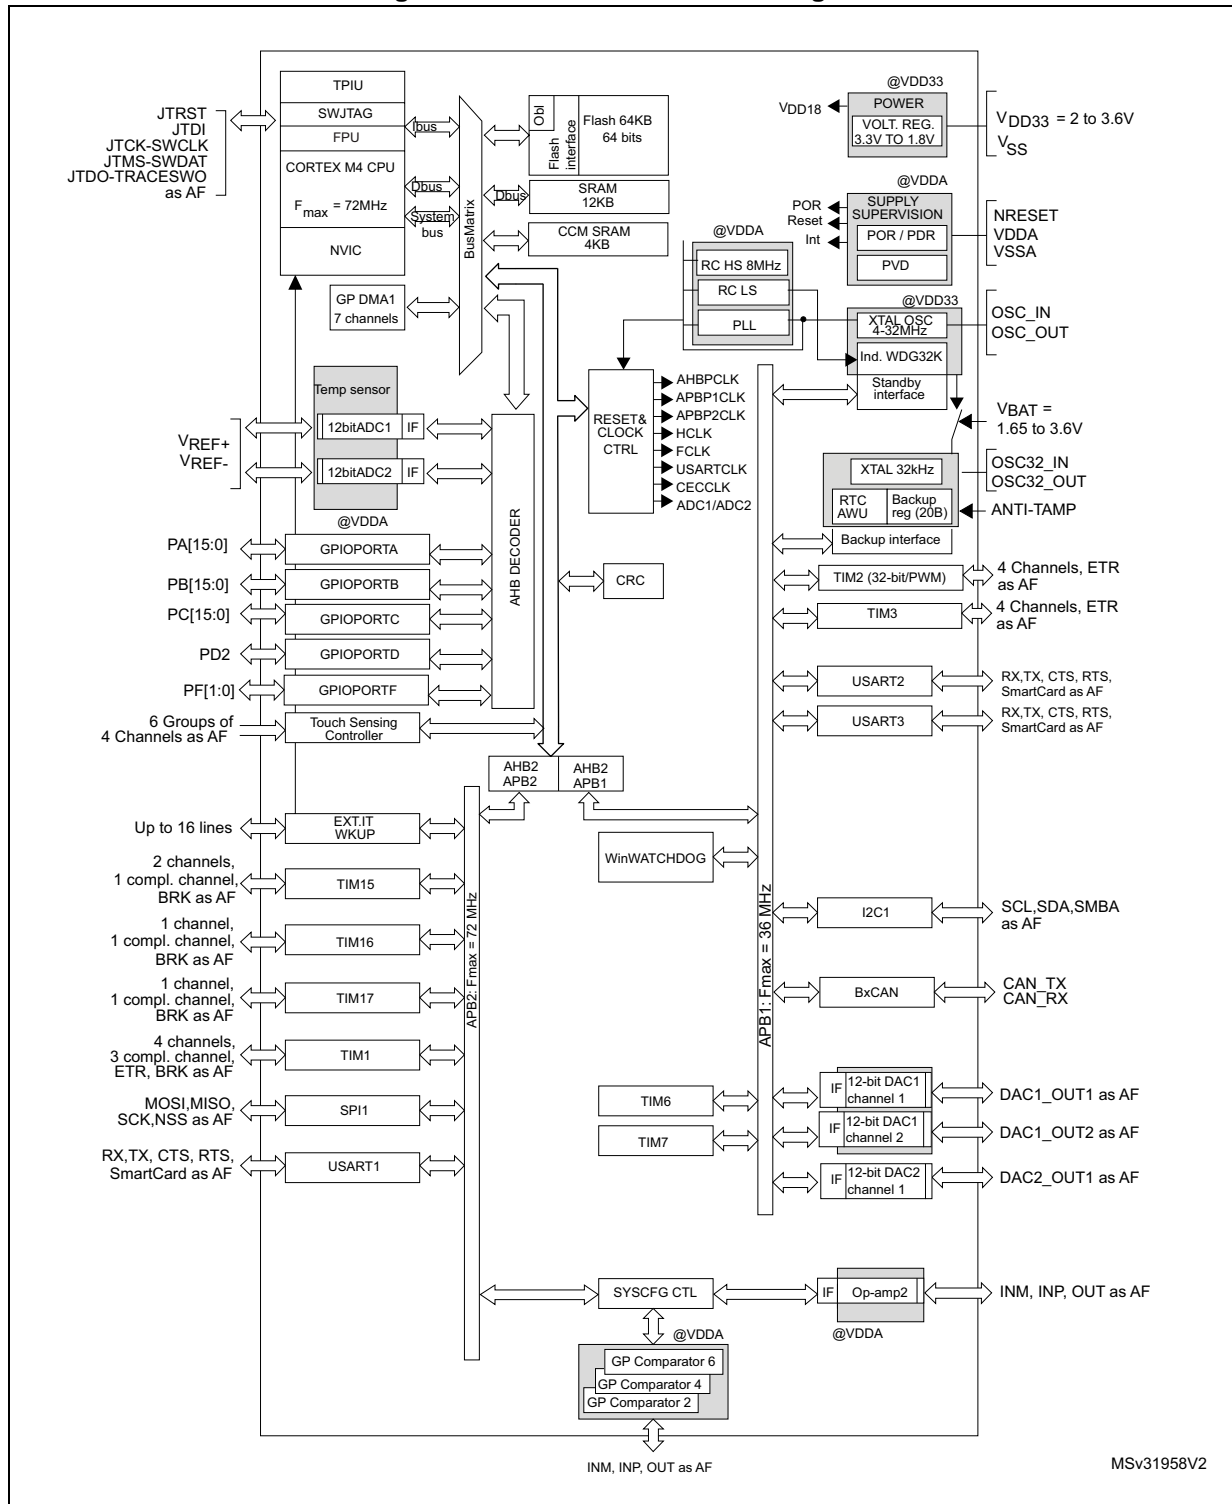 TPIU
SWJTAG
FPU
CORTEX M4 CPU
Fmax = 72MHz
NVIC
JTRST
JTDI
JTCK-SWCLK
JTMS-SWDAT
JTDO-TRACESWO
as AF
Ibus
Dbus
System
bus
BusMatrix
Obl
Flash
interface
Flash 64KB
64 bits
Dbus
SRAM
12KB
CCM SRAM
4KB
GP DMA1
7 channels
@VDD33
POWER
VOLT. REG.
3.3V TO 1.8V
VDD18
VDD33 = 2 to 3.6V
VSS
@VDDA
SUPPLY
SUPERVISION
POR / PDR
PVD
POR
Reset
Int
NRESET
VDDA
VSSA
@VDDA
RC HS 8MHz
RC LS
PLL
@VDD33
XTAL OSC
4-32MHz
Ind. WDG32K
Standby
interface
OSC_IN
OSC_OUT
VBAT =
1.65 to 3.6V
XTAL 32kHz
RTC
AWU
Backup
reg (20B)
Backup interface
OSC32_IN
OSC32_OUT
ANTI-TAMP
RESET&
CLOCK
CTRL
AHBPCLK
APBP1CLK
APBP2CLK
HCLK
FCLK
USARTCLK
CECCLK
ADC1/ADC2
VREF+
VREF-
Temp sensor
12bitADC1 IF
12bitADC2 IF
@VDDA
AHB DECODER
PA[15:0]
GPIOPORTA
PB[15:0]
GPIOPORTB
PC[15:0]
GPIOPORTC
PD2
GPIOPORTD
PF[1:0]
GPIOPORTF
6 Groups of
4 Channels as AF
Touch Sensing
Controller
CRC
AHB2
APB2
AHB2
APB1
TIM2 (32-bit/PWM)
4 Channels, ETR
as AF
TIM3
4 Channels, ETR
as AF
USART2
RX,TX, CTS, RTS,
SmartCard as AF
USART3
RX,TX, CTS, RTS,
SmartCard as AF
Up to 16 lines
EXT.IT
WKUP
2 channels,
1 compl. channel,
BRK as AF
TIM15
1 channel,
1 compl. channel,
BRK as AF
TIM16
1 channel,
1 compl. channel,
BRK as AF
TIM17
4 channels,
3 compl. channel,
ETR, BRK as AF
TIM1
MOSI,MISO,
SCK,NSS as AF
SPI1
RX,TX, CTS, RTS,
SmartCard as AF
USART1
APB2: Fmax = 72 MHz
WinWATCHDOG
APB1: Fmax = 36 MHz
I2C1
SCL,SDA,SMBA
as AF
BxCAN
CAN_TX
CAN_RX
TIM6
TIM7
IF
12-bit DAC1
channel 1
DAC1_OUT1 as AF
IF
12-bit DAC1
channel 2
DAC1_OUT2 as AF
IF
12-bit DAC2
channel 1
DAC2_OUT1 as AF
SYSCFG CTL
IF Op-amp2
INM, INP, OUT as AF
@VDDA
@VDDA
GP Comparator 6
GP Comparator 4
GP Comparator 2
INM, INP, OUT as AF
MSv31958V2